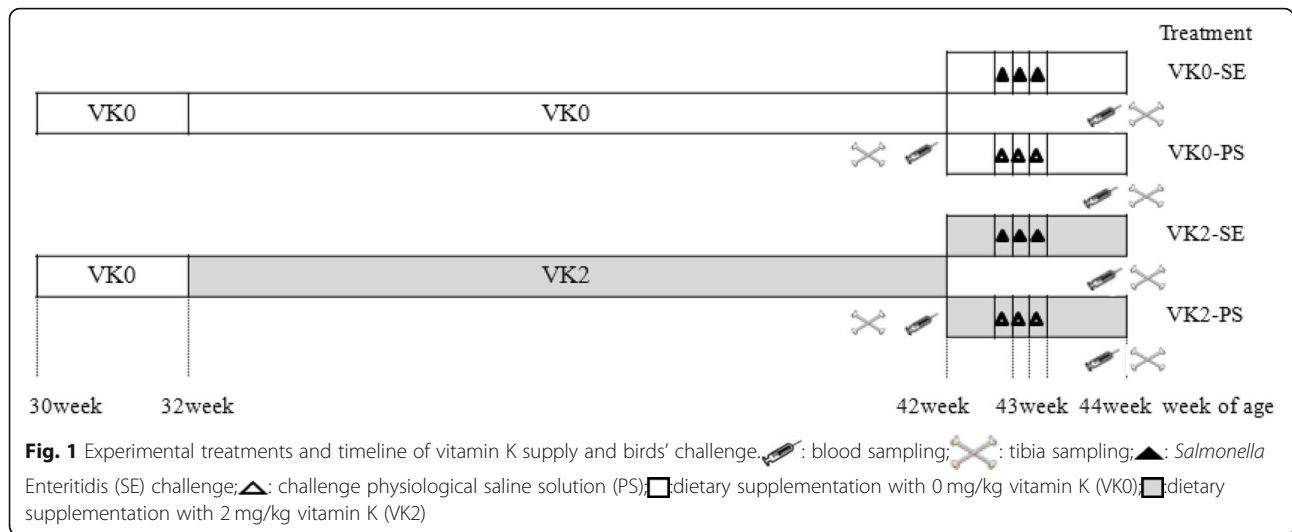 Treatment
VK0-SE
VK0 VK0
VK0-PS
VK2-SE
VK0 VK2
VK2-PS
30week 32week 42week 43week 44week week of age
Fig. 1 Experimental treatments and timeline of vitamin K supply and birds' challenge. : blood sampling; : tibia sampling; ▲: Salmonella
Enteritidis (SE) challenge; △: challenge physiological saline solution (PS); □:dietary supplementation with 0 mg/kg vitamin K (VK0); :dietary
supplementation with 2 mg/kg vitamin K (VK2)